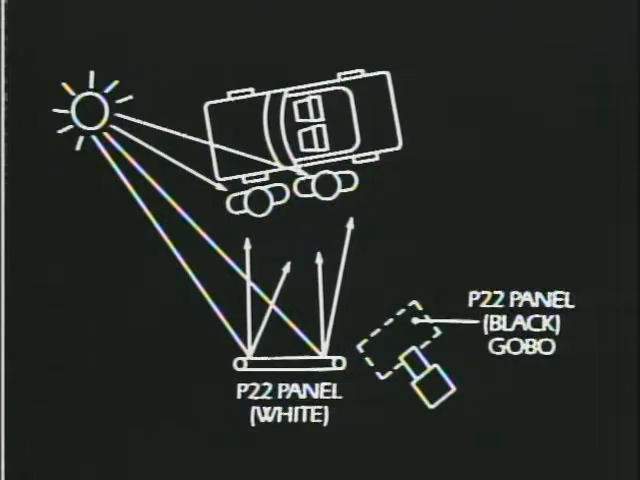 P22 PANEL
(BLACK)
GOBO
P22 PANEL
(WHITE)